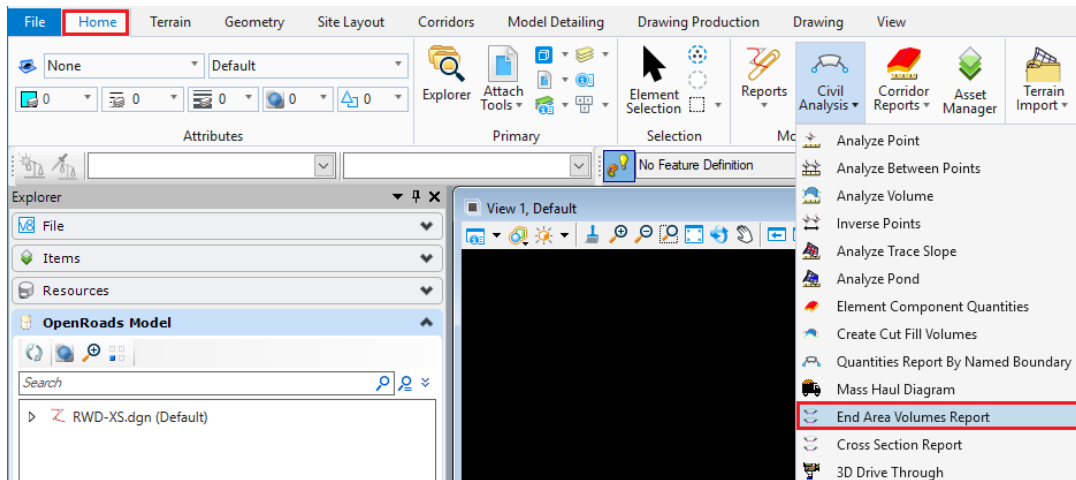 File Home Terrain Geometry Site Layout Corridors Model Detailing Drawing Production Drawing View
None Default
0 0 0 0 0
Attributes
Explorer
Attach Tools
Primary
Element Selection
Selection
Reports
Mo
Civil Analysis
Corridor Reports
Asset Manager
Terrain Import
No Feature Definition
Explorer
File
Items
Resources
OpenRoads Model
Search
RWD-XS.dgn (Default)
View 1, Default
Analyze Point
Analyze Between Points
Analyze Volume
Inverse Points
Analyze Trace Slope
Analyze Pond
Element Component Quantities
Create Cut Fill Volumes
Quantities Report By Named Boundary
Mass Haul Diagram
End Area Volumes Report
Cross Section Report
3D Drive Through